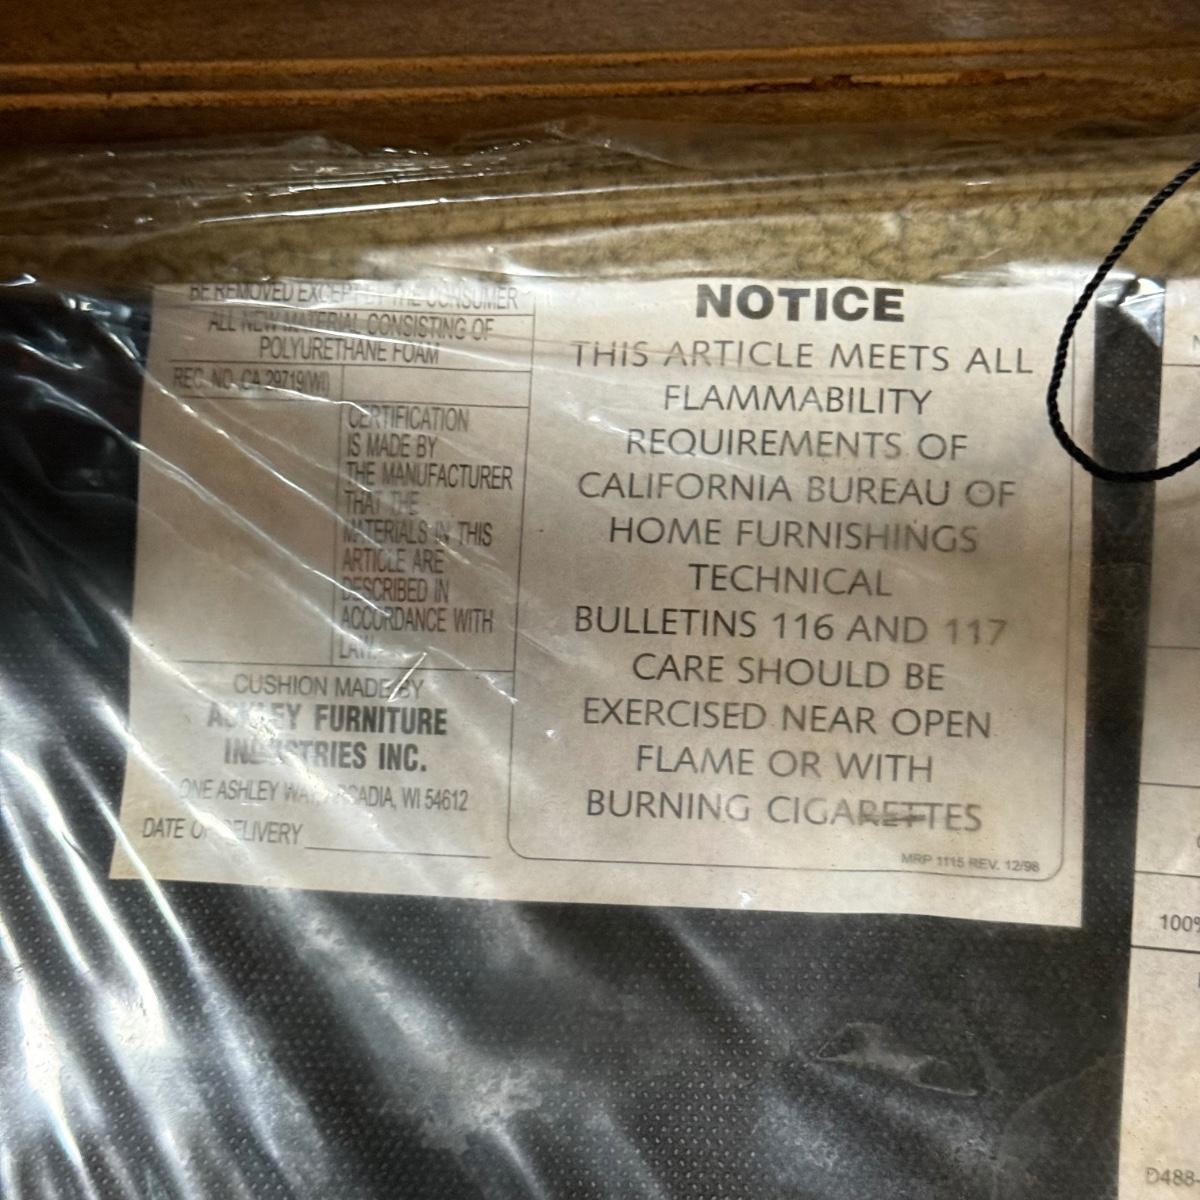 BE REMOVED EXCEPT BY THE CONSUMER
ALL NEW MATERIAL CONSISTING OF
POLYURETHANE FOAM
REG. NO. CA 29719(WI)
CERTIFICATION
IS MADE BY
THE MANUFACTURER
THAT THE
MATERIALS IN THIS
ARTICLE ARE
DESCRIBED IN
ACCORDANCE WITH
LAW.
CUSHION MADE BY
ASHLEY FURNITURE
INDUSTRIES INC.
ONE ASHLEY WAY, ARCADIA, WI 54612
DATE OF DELIVERY
NOTICE
THIS ARTICLE MEETS ALL
FLAMMABILITY
REQUIREMENTS OF
CALIFORNIA BUREAU OF
HOME FURNISHINGS
TECHNICAL
BULLETINS 116 AND 117
CARE SHOULD BE
EXERCISED NEAR OPEN
FLAME OR WITH
BURNING CIGARETTES
MRP 1115 REV. 12/98
100%
D488